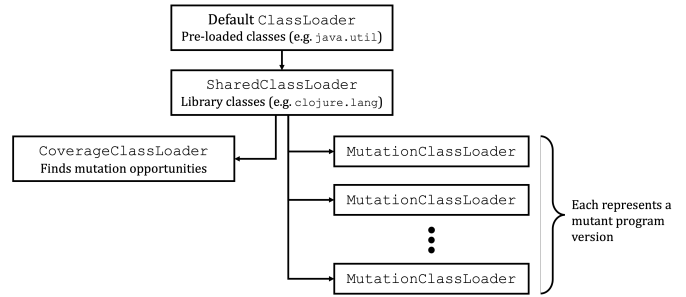 Default ClassLoader
Pre-loaded classes (e.g. java.util)
SharedClassLoader
Library classes (e.g. clojure.lang)
CoverageClassLoader
Finds mutation opportunities
MutationClassLoader
MutationClassLoader
MutationClassLoader
Each represents a
mutant program
version